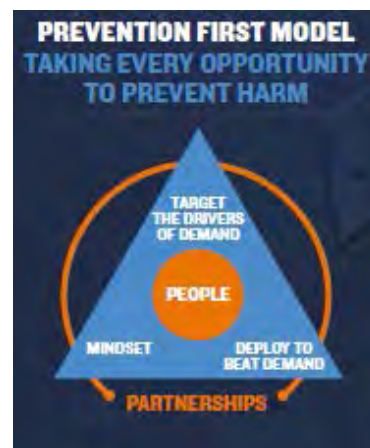 PREVENTION FIRST MODEL
TAKING EVERY OPPORTUNITY
TO PREVENT HARM
TARGET
THE DRIVERS
OF DEMAND
PEOPLE
MINDSET
DEPLOY TO
BEAT DEMAND
PARTNERSHIPS